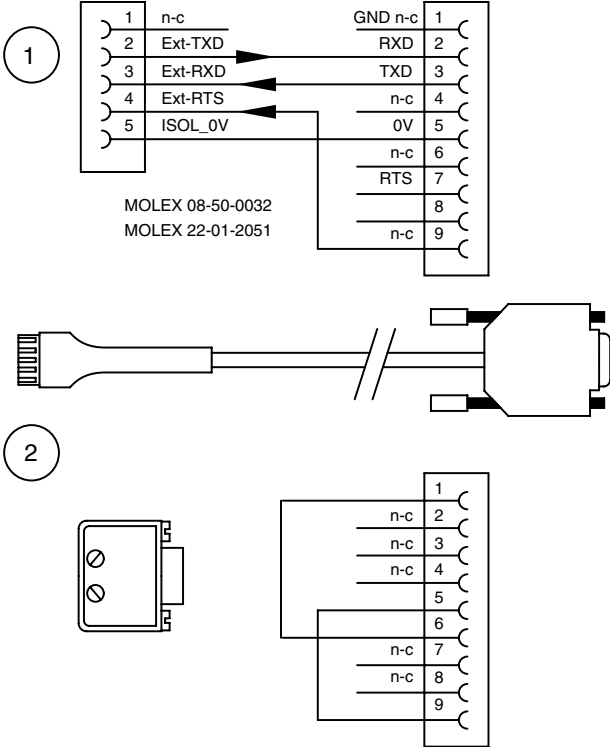 1
1 n-c
2 Ext-TXD
3 Ext-RXD
4 Ext-RTS
5 ISOL_0V
GND n-c 1
RXD 2
TXD 3
n-c 4
0V 5
n-c 6
RTS 7
8
n-c 9
MOLEX 08-50-0032
MOLEX 22-01-2051
2
1
n-c 2
n-c 3
n-c 4
5
6
n-c 7
n-c 8
9